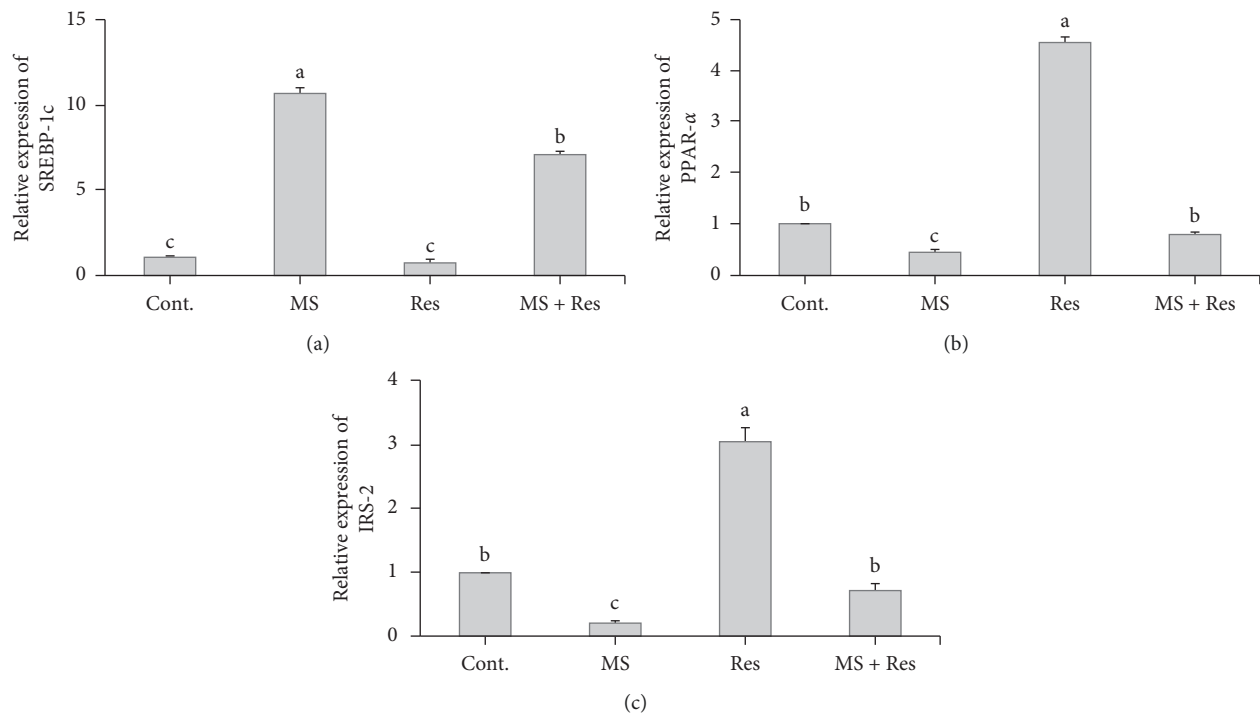 Relative expression of
SREBP-1c
15
10
5
0
c
a
c
b
Cont.
MS
Res
MS + Res
(a)
Relative expression of
PPAR-α
5
4
3
2
1
0
b
c
a
b
Cont.
MS
Res
MS + Res
(b)
Relative expression of
IRS-2
4
3
2
1
0
b
c
a
b
Cont.
MS
Res
MS + Res
(c)